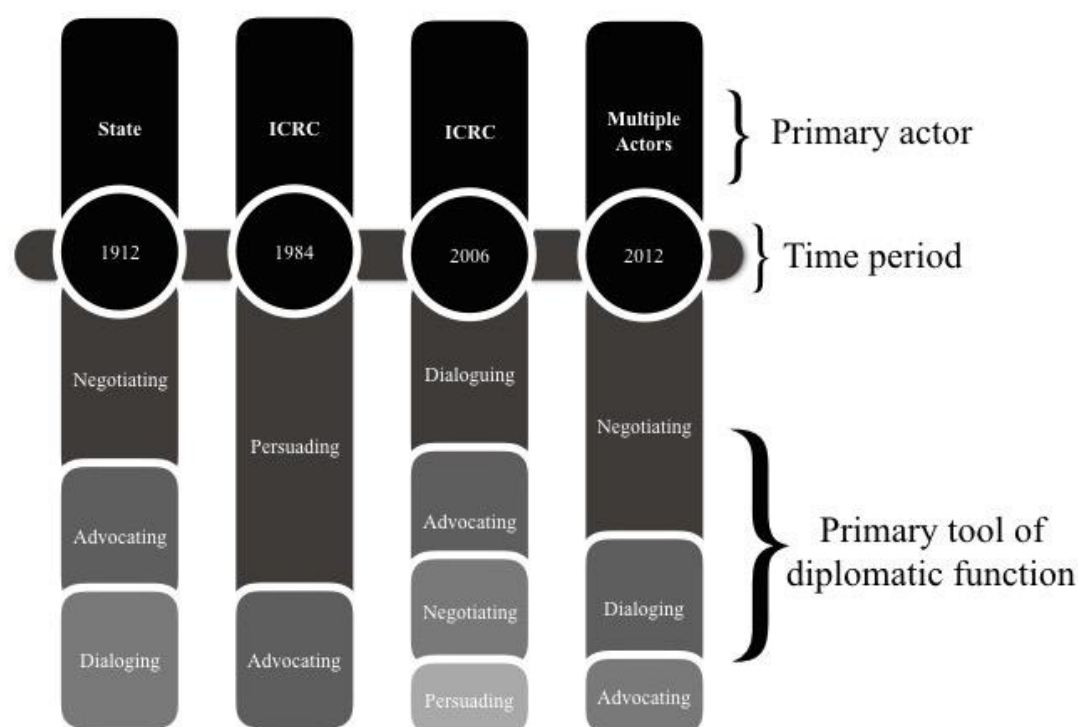 State
ICRC
ICRC
Multiple
Actors
Primary actor
1912
1984
2006
2012
Time period
Negotiating
Advocating
Dialoging
Persuading
Advocating
Dialoguing
Advocating
Negotiating
Persuading
Negotiating
Dialoging
Advocating
Primary tool of
diplomatic function